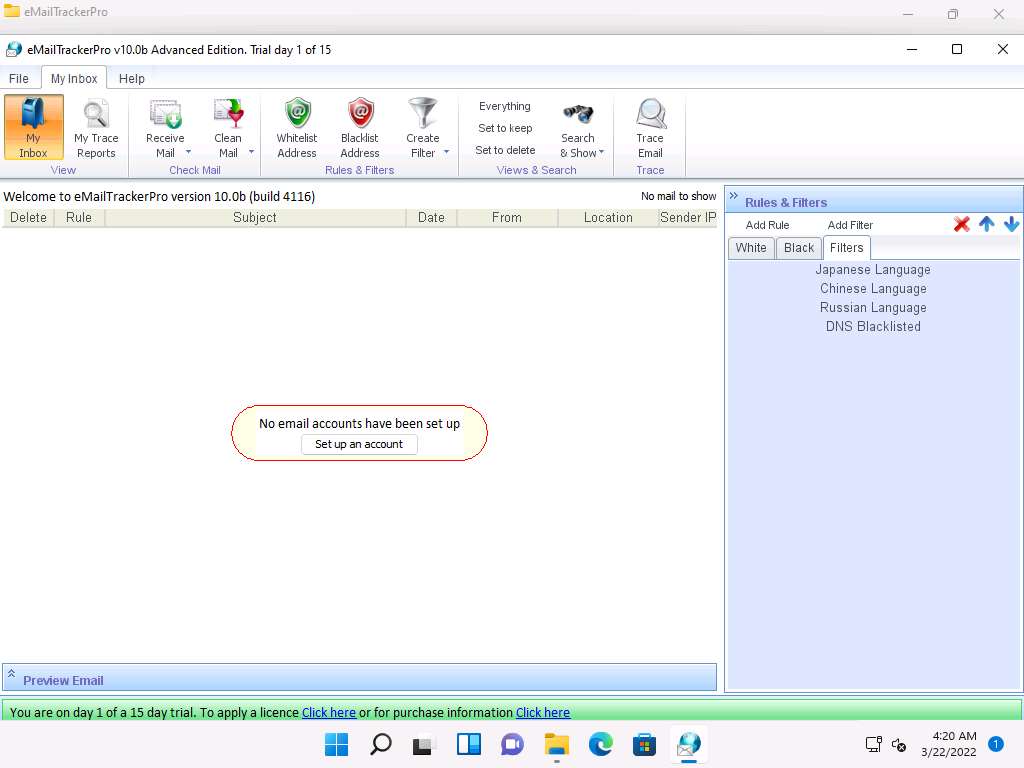 eMailTrackerPro
eMailTrackerPro v10.0b Advanced Edition. Trial day 1 of 15
File My Inbox Help
My Inbox
My Trace Reports
View
Receive Mail
Clean Mail
Check Mail
Whitelist Address
Blacklist Address
Create Filter
Rules & Filters
Everything
Set to keep
Set to delete
Search & Show
Views & Search
Trace Email
Trace
Welcome to eMailTrackerPro version 10.0b (build 4116)
No mail to show
Delete Rule Subject Date From Location Sender IP
No email accounts have been set up
Set up an account
Preview Email
Rules & Filters
Add Rule Add Filter
White Black Filters
Japanese Language
Chinese Language
Russian Language
DNS Blacklisted
You are on day 1 of a 15 day trial. To apply a licence Click here or for purchase information Click here
4:20 AM
3/22/2022
1